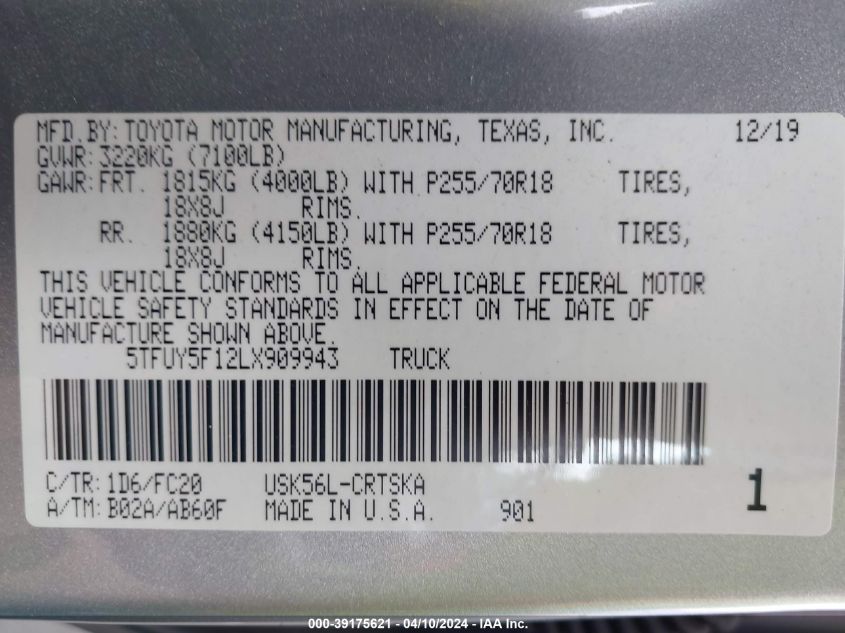 MFD.BY:TOYOTA MOTOR MANUFACTURING, TEXAS, INC. 12/19
GVWR:3220KG (7100LB)
GAWR:FRT. 1815KG (4000LB) WITH P255/70R18 TIRES,
18X8J RIMS.
RR. 1880KG (4150LB) WITH P255/70R18 TIRES,
18X8J RIMS.
THIS VEHICLE CONFORMS TO ALL APPLICABLE FEDERAL MOTOR
VEHICLE SAFETY STANDARDS IN EFFECT ON THE DATE OF
MANUFACTURE SHOWN ABOVE.
5TFUY5F12LX909943 TRUCK
C/TR:1D6/FC20 USK56L-CRTSKA 1
A/TM:B02A/AB60F MADE IN U.S.A. 901
000-39175621 - 04/10/2024 - IAA Inc.